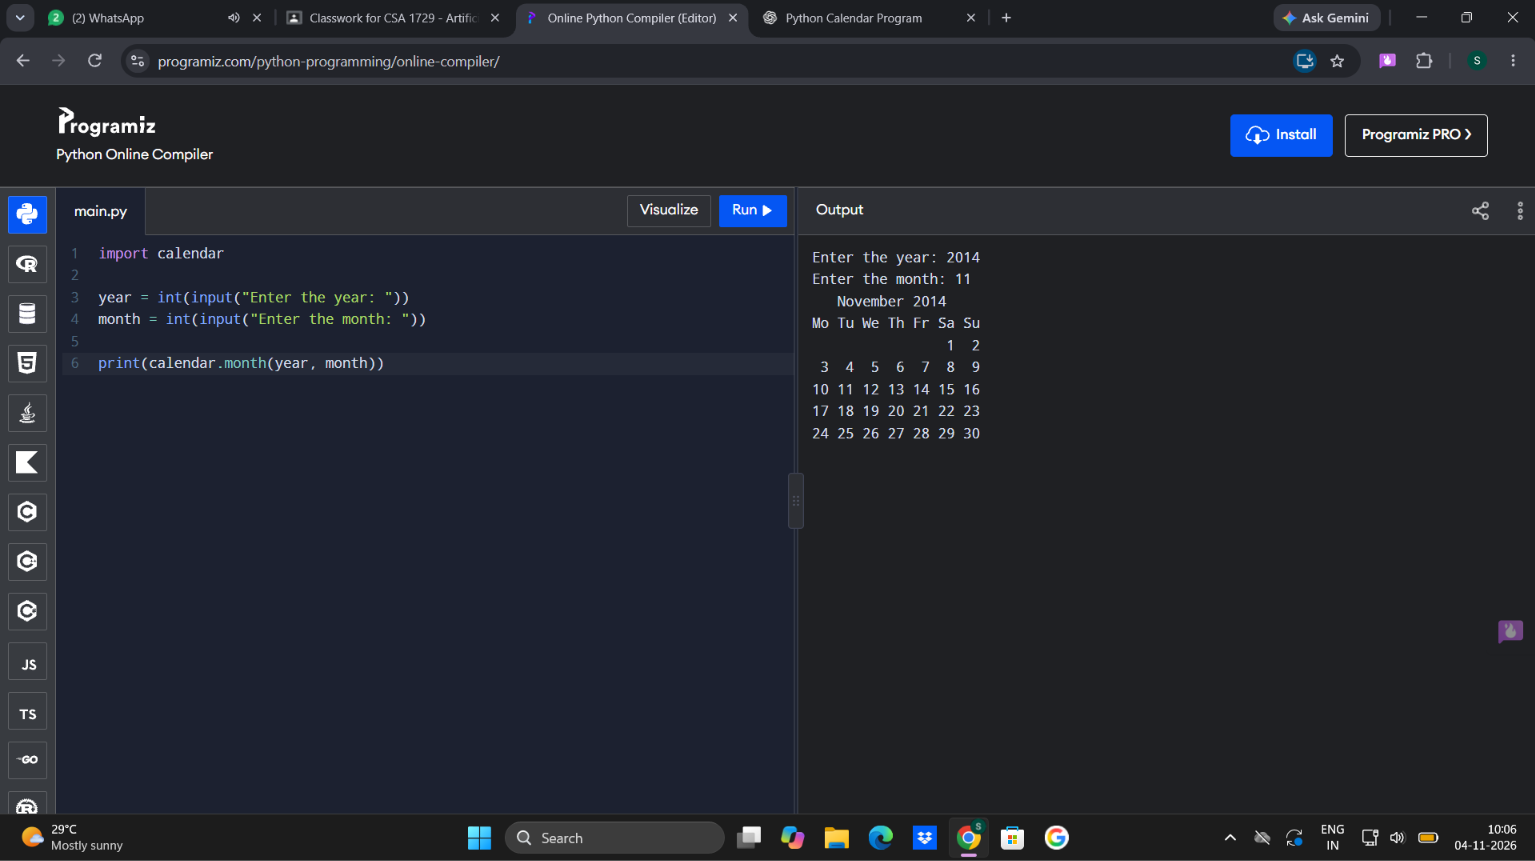 2 (2) WhatsApp
Classwork for CSA 1729 - Artific
Online Python Compiler (Editor)
Python Calendar Program
Ask Gemini
programiz.com/python-programming/online-compiler/
S
Programiz
Python Online Compiler
Install
Programiz PRO
main.py
Visualize
Run
Output
1 import calendar
2
3 year = int(input("Enter the year: "))
4 month = int(input("Enter the month: "))
5
6 print(calendar.month(year, month))
Enter the year: 2014
Enter the month: 11
November 2014
Mo Tu We Th Fr Sa Su
1 2
3 4 5 6 7 8 9
10 11 12 13 14 15 16
17 18 19 20 21 22 23
24 25 26 27 28 29 30
R
5
C
C
C
JS
TS
GO
R
29°C
Mostly sunny
Search
S
ENG
IN
10:06
04-11-2026